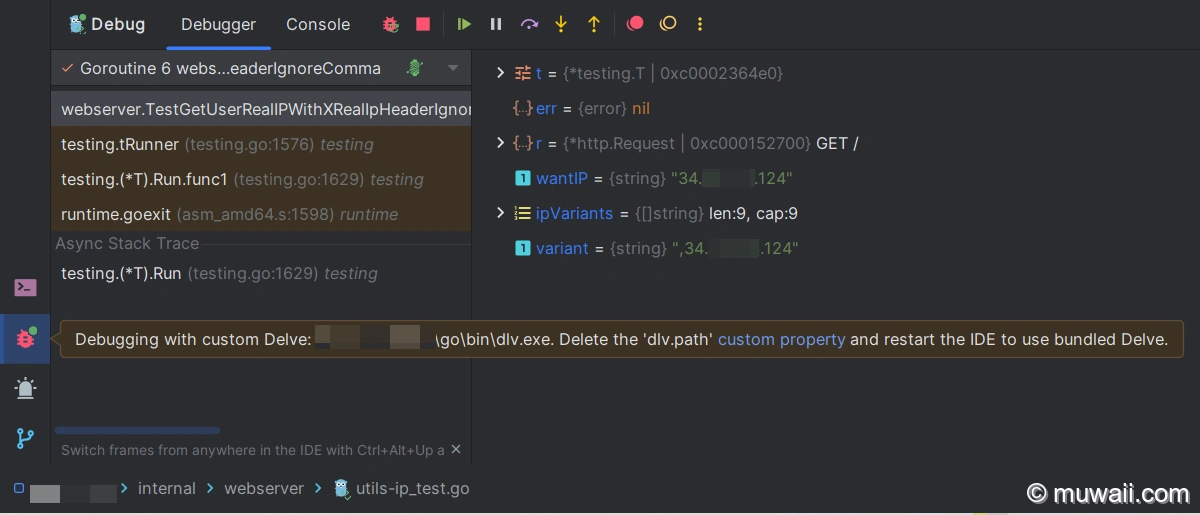 Debug Debugger Console
Goroutine 6 webs...eaderIgnoreComma
webserver.TestGetUserRealIPWithXRealIpHeaderIgnor
testing.tRunner (testing.go:1576) testing
testing.(*T).Run.func1 (testing.go:1629) testing
runtime.goexit (asm_amd64.s:1598) runtime
Async Stack Trace
testing.(*T).Run (testing.go:1629) testing
t = {*testing.T | 0xc0002364e0}
{...} err = {error} nil
{...} r = {*http.Request | 0xc000152700} GET /
1 wantIP = {string} "34. .124"
ipVariants = {[]string} len:9, cap:9
1 variant = {string} ",34. .124"
Debugging with custom Delve: \go\bin\dlv.exe. Delete the 'dlv.path' custom property and restart the IDE to use bundled Delve.
Switch frames from anywhere in the IDE with Ctrl+Alt+Up a
internal > webserver > utils-ip_test.go
© muwaii.com